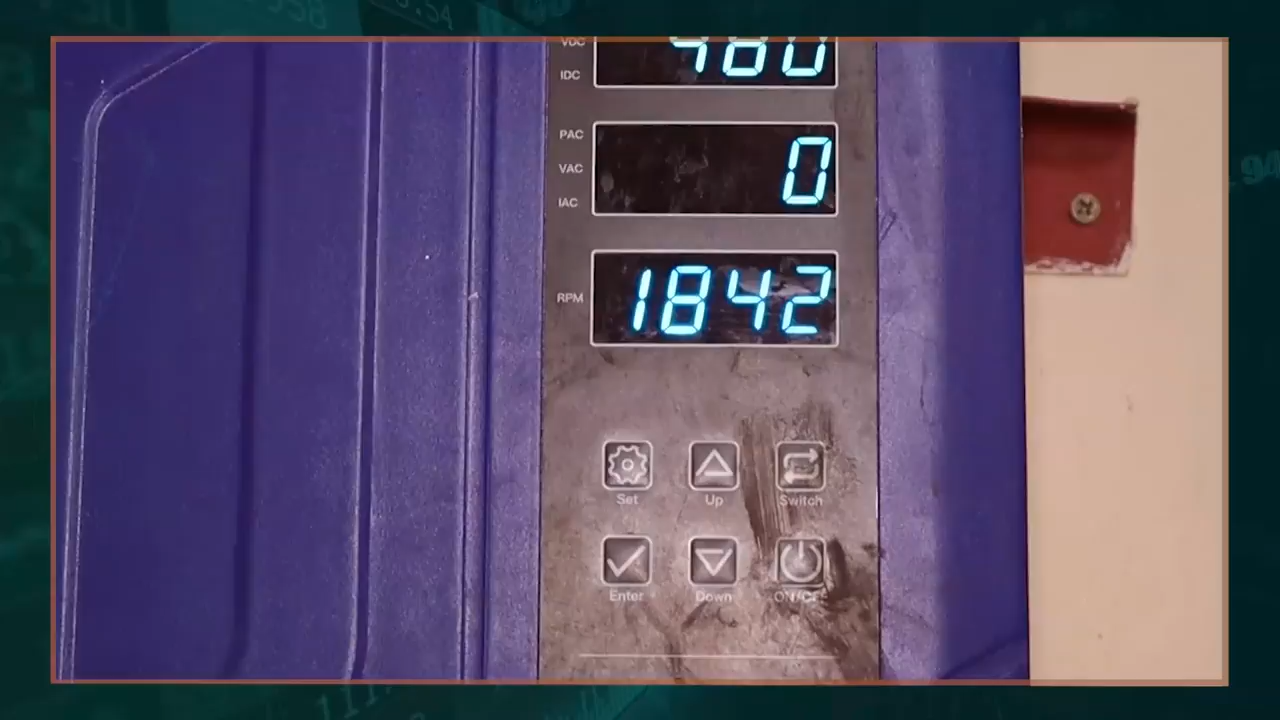 VDC
IDC
PAC
VAC
0
IAC
RPM 1842
Set Up Switch
Enter Down